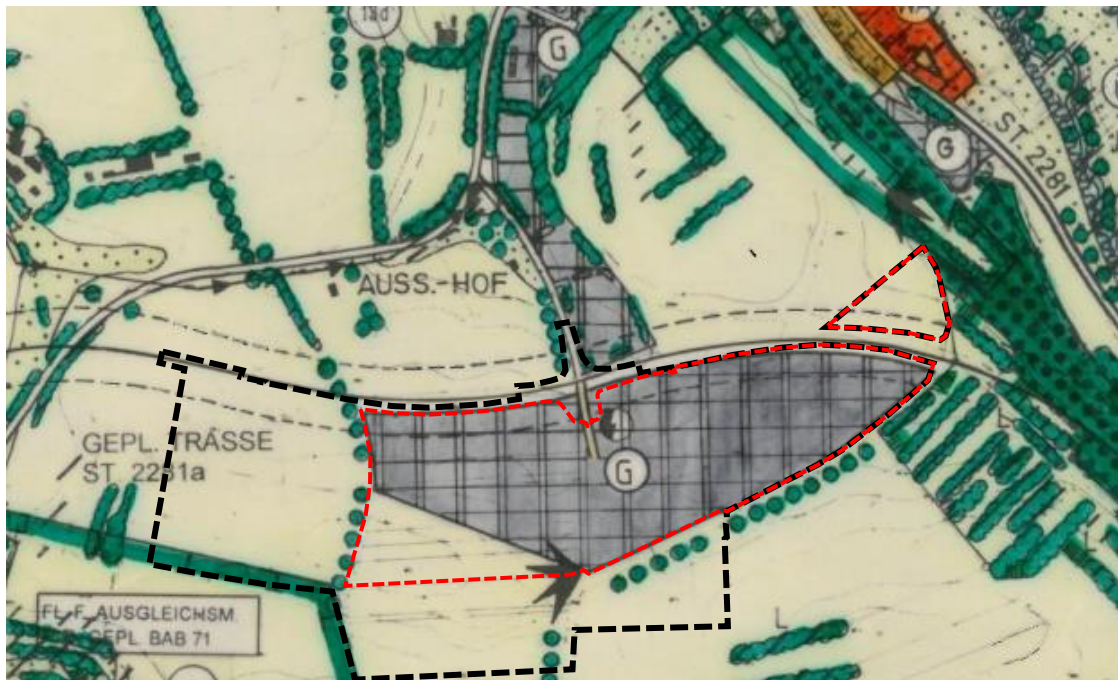 G
G
ST. 2281
AUSS.-HOF
GEPL. TRASSE
ST. 2281a
G
L
L
FL. F. AUSGLEICHSM.
GEPL. BAB 71
L